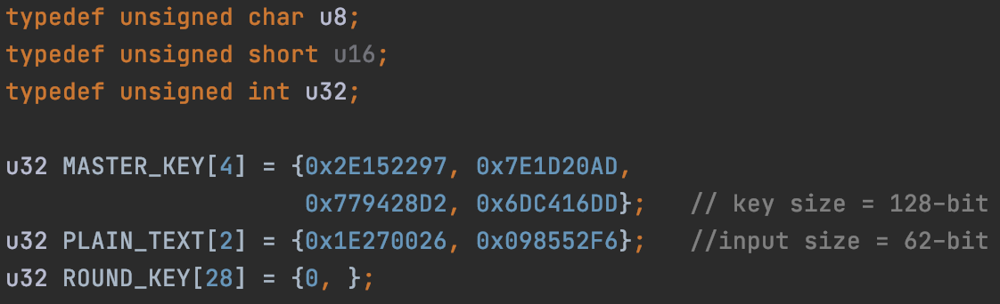 typedef unsigned char u8;
typedef unsigned short u16;
typedef unsigned int u32;
u32 MASTER_KEY[4] = {0x2E152297, 0x7E1D20AD,
0x779428D2, 0x6DC416DD}; // key size = 128-bit
u32 PLAIN_TEXT[2] = {0x1E270026, 0x098552F6}; //input size = 62-bit
u32 ROUND_KEY[28] = {0, };